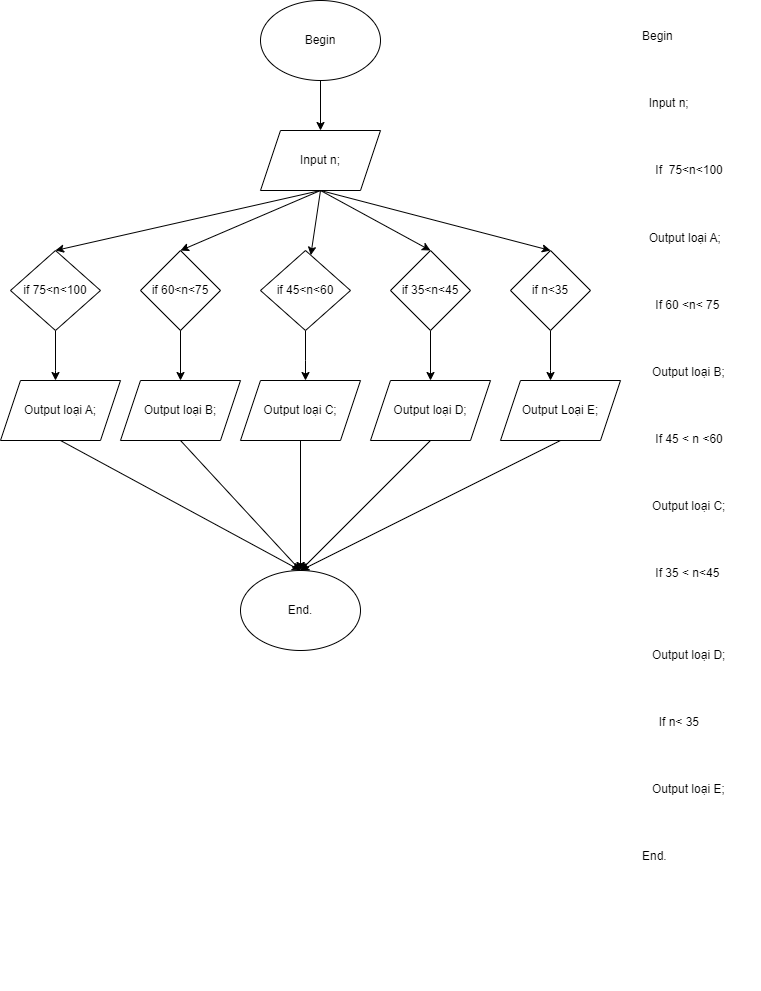 Begin
Input n;
if 75<n<100
if 60<n<75
if 45<n<60
if 35<n<45
if n<35
Output loại A;
Output loại B;
Output loại C;
Output loại D;
Output Loại E;
End.
Begin
Input n;
If  75<n<100
Output loại A;
If 60 <n< 75
Output loại B;
If 45 < n <60
Output loại C;
If 35 < n<45
Output loại D;
If n< 35
Output loại E;
End.